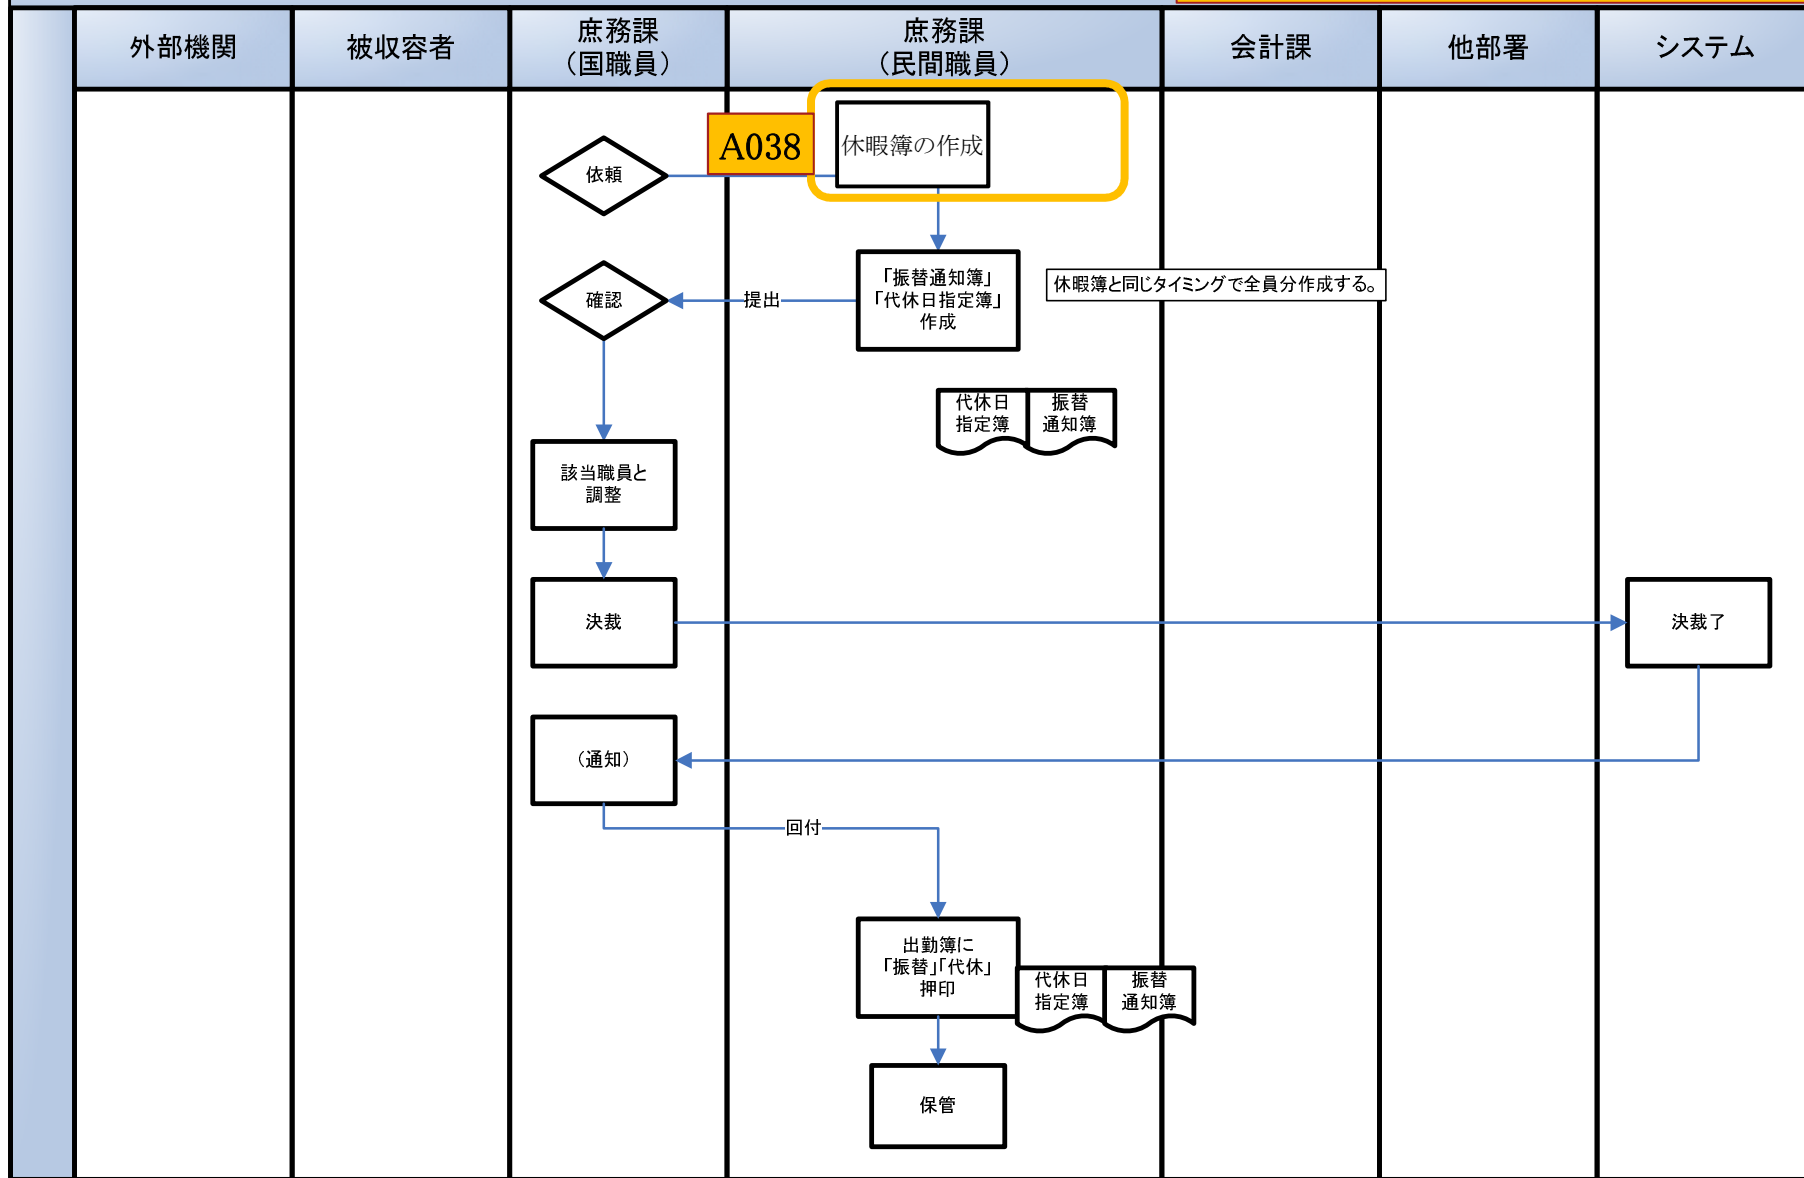 外部機関
被収容者
庶務課
（国職員）
庶務課
（民間職員）
会計課
他部署
システム
A038
休暇簿の作成
依頼
「振替通知簿」
「代休日指定簿」
作成
休暇簿と同じタイミングで全員分作成する。
提出
確認
代休日
指定簿
振替
通知簿
該当職員と
調整
決裁
決裁了
（通知）
回付
出勤簿に
「振替」「代休」
押印
代休日
指定簿
振替
通知簿
保管